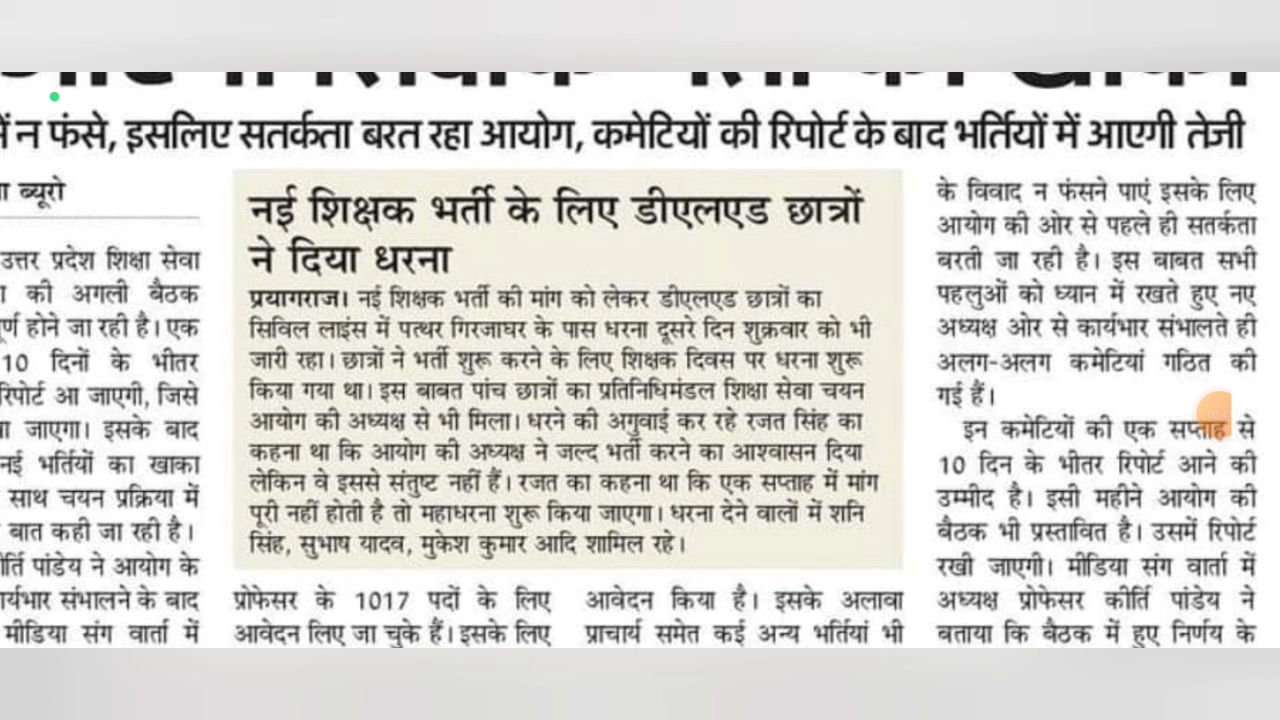 में न फंसे, इसलिए सतर्कता बरत रहा आयोग, कमेटियों की रिपोर्ट के बाद भर्तियों में आएगी तेजी
ब्यूरो
उत्तर प्रदेश शिक्षा सेवा
की अगली बैठक
होने जा रही है। एक
10 दिनों के भीतर
रिपोर्ट आ जाएगी, जिसे
जाएगा। इसके बाद
नई भर्तियों का खाका
साथ चयन प्रक्रिया में
बात कही जा रही है।
पांडेय ने आयोग के
संभालने के बाद
मीडिया संग वार्ता में
नई शिक्षक भर्ती के लिए डीएलएड छात्रों
ने दिया धरना
प्रयागराज। नई शिक्षक भर्ती की मांग को लेकर डीएलएड छात्रों का
सिविल लाइंस में पत्थर गिरजाघर के पास धरना दूसरे दिन शुक्रवार को भी
जारी रहा। छात्रों ने भर्ती शुरू करने के लिए शिक्षक दिवस पर धरना शुरू
किया गया था। इस बाबत पांच छात्रों का प्रतिनिधिमंडल शिक्षा सेवा चयन
आयोग की अध्यक्ष से भी मिला। धरने की अगुवाई कर रहे रजत सिंह का
कहना था कि आयोग की अध्यक्ष ने जल्द भर्ती करने का आश्वासन दिया
लेकिन वे इससे संतुष्ट नहीं हैं। रजत का कहना था कि एक सप्ताह में मांग
पूरी नहीं होती है तो महाधरना शुरू किया जाएगा। धरना देने वालों में शनि
सिंह, सुभाष यादव, मुकेश कुमार आदि शामिल रहे।
प्रोफेसर के 1017 पदों के लिए
आवेदन लिए जा चुके हैं। इसके लिए
आवेदन किया है। इसके अलावा
प्राचार्य समेत कई अन्य भर्तियां भी
के विवाद न फंसने पाएं इसके लिए
आयोग की ओर से पहले ही सतर्कता
बरती जा रही है। इस बाबत सभी
पहलुओं को ध्यान में रखते हुए नए
अध्यक्ष ओर से कार्यभार संभालते ही
अलग-अलग कमेटियां गठित की
गई हैं।
इन कमेटियों की एक सप्ताह से
10 दिन के भीतर रिपोर्ट आने की
उम्मीद है। इसी महीने आयोग की
बैठक भी प्रस्तावित है। उसमें रिपोर्ट
रखी जाएगी। मीडिया संग वार्ता में
अध्यक्ष प्रोफेसर कीर्ति पांडेय ने
बताया कि बैठक में हुए निर्णय के